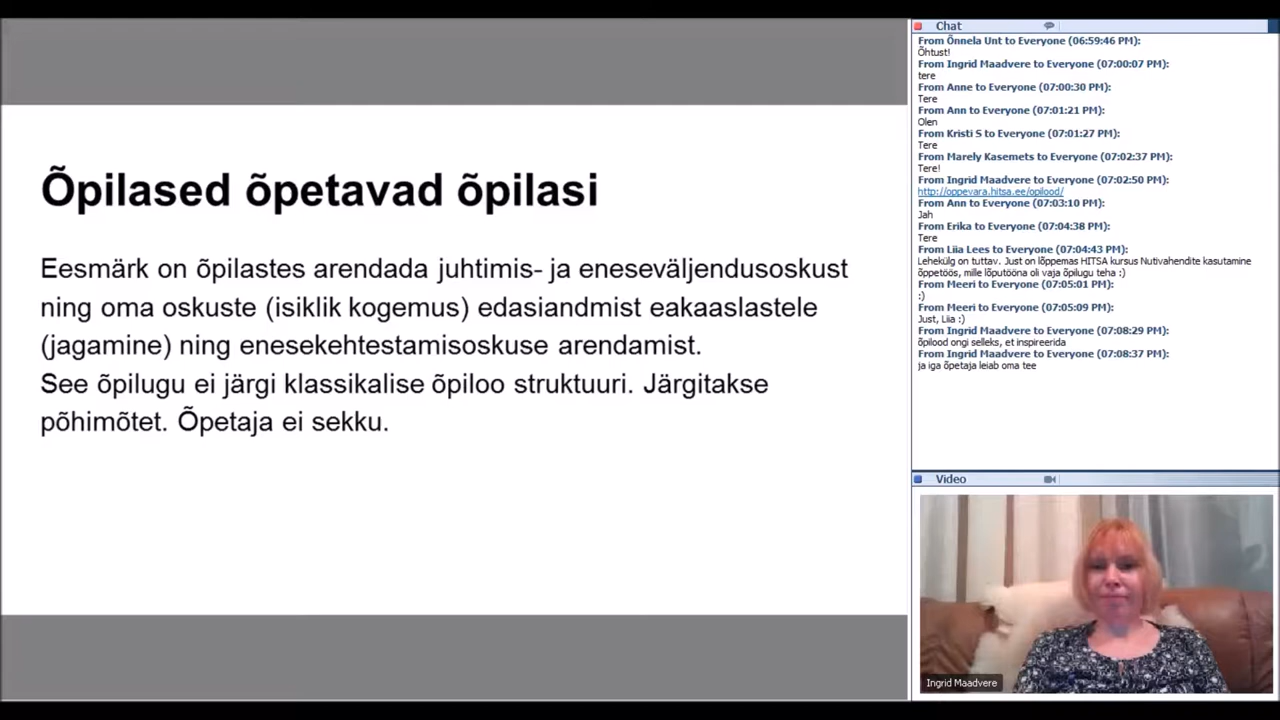 Õpilased õpetavad õpilasi
Eesmärk on õpilastes arendada juhtimis- ja eneseväljendusoskust
ning oma oskuste (isiklik kogemus) edasiandmist eakaaslastele
(jagamine) ning enesekehtestamisoskuse arendamist.
See õpilugu ei järgi klassikalise õpiloo struktuuri. Järgitakse
põhimõtet. Õpetaja ei sekku.
Chat
From Õnnela Unt to Everyone (06:59:46 PM):
Õhtust!
From Ingrid Maadvere to Everyone (07:00:07 PM):
tere
From Anne to Everyone (07:00:30 PM):
Tere
From Ann to Everyone (07:01:21 PM):
Olen
From Kristi S to Everyone (07:01:27 PM):
Tere
From Marely Kasemets to Everyone (07:02:37 PM):
Tere!
From Ingrid Maadvere to Everyone (07:02:50 PM):
http://oppevara.hitsa.ee/opilood/
From Ann to Everyone (07:03:10 PM):
Jah
From Erika to Everyone (07:04:38 PM):
Tere
From Liia Lees to Everyone (07:04:43 PM):
Lehekülg on tuttav. Just on lõppemas HITSA kursus Nutivahendite kasutamine
õppetöös, mille lõputööna oli vaja õpilugu teha :)
From Meeri to Everyone (07:05:01 PM):
:)
From Meeri to Everyone (07:05:09 PM):
Just, Liia :)
From Ingrid Maadvere to Everyone (07:08:29 PM):
õpilood ongi selleks, et inspireerida
From Ingrid Maadvere to Everyone (07:08:37 PM):
ja iga õpetaja leiab oma tee
Video
Ingrid Maadvere